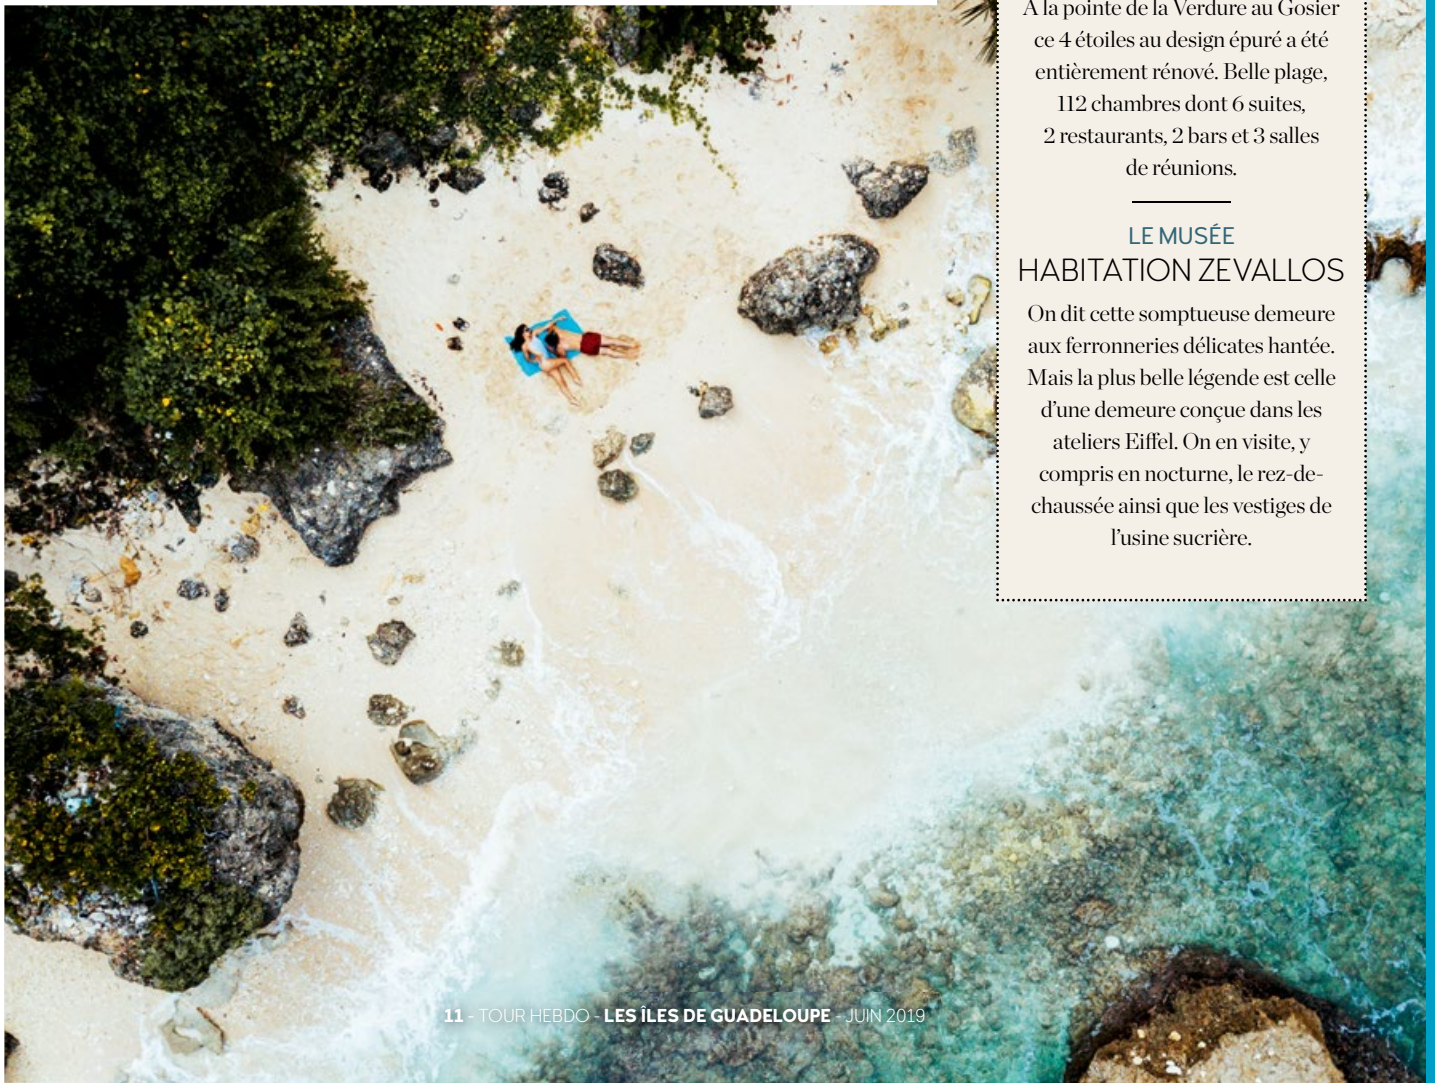 À la pointe de la Verdure au Gosier
ce 4 étoiles au design épuré a été
entièrement rénové. Belle plage,
112 chambres dont 6 suites,
2 restaurants, 2 bars et 3 salles
de réunions.
LE MUSÉE
HABITATION ZEVALLOS
On dit cette somptueuse demeure
aux ferronneries délicates hantée.
Mais la plus belle légende est celle
d’une demeure conçue dans les
ateliers Eiffel. On en visite, y
compris en nocturne, le rez-de-
chaussée ainsi que les vestiges de
l’usine sucrière.
11 - TOUR HEBDO - LES ÎLES DE GUADELOUPE - JUIN 2019